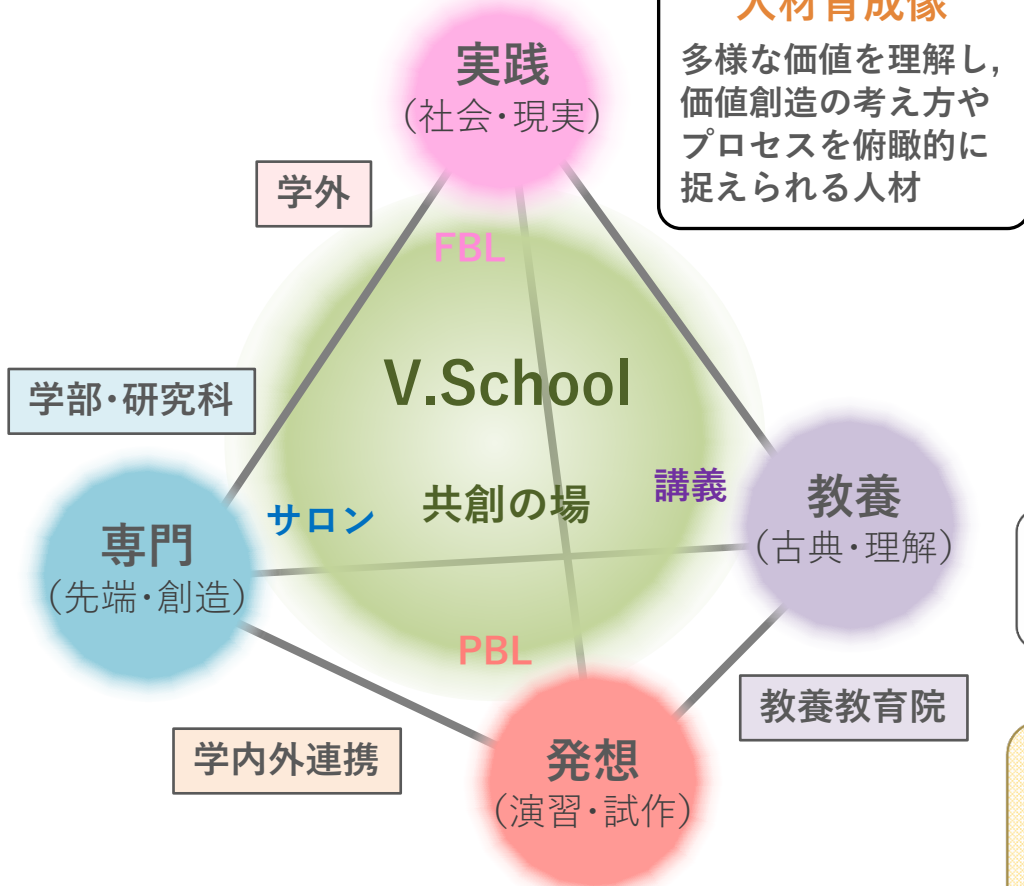 人材育成像
多様な価値を理解し,
価値創造の考え方や
プロセスを俯瞰的に
捉えられる人材
実践
(社会・現実)
学外
FBL
学部・研究科
V.School
共創の場
サロン
講義
教養
(古典・理解)
専門
(先端・創造)
PBL
教養教育院
学内外連携
発想
(演習・試作)